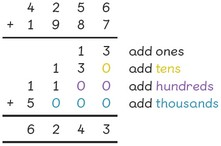 4 2 5 6
+ 1 9 8 7
1 3 add ones
1 3 0 add tens
1 1 0 0 add hundreds
+ 5 0 0 0 add thousands
6 2 4 3